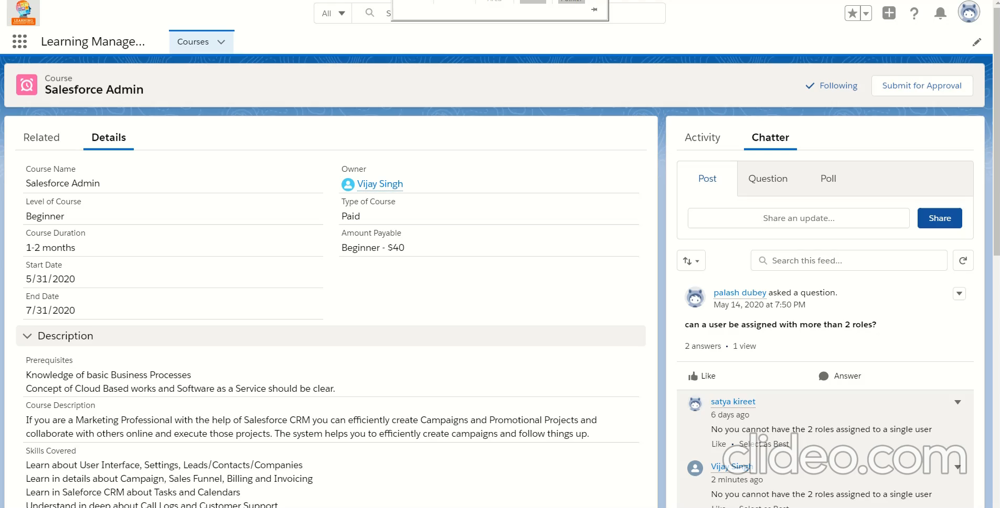 LEARNING
All
S
Learning Manage...
Courses
Course
Salesforce Admin
Following
Submit for Approval
Related
Details
Course Name
Salesforce Admin
Owner
Vijay Singh
Level of Course
Beginner
Type of Course
Paid
Course Duration
1-2 months
Amount Payable
Beginner - $40
Start Date
5/31/2020
End Date
7/31/2020
Description
Prerequisites
Knowledge of basic Business Processes
Concept of Cloud Based works and Software as a Service should be clear.
Course Description
If you are a Marketing Professional with the help of Salesforce CRM you can efficiently create Campaigns and Promotional Projects and
collaborate with others online and execute those projects. The system helps you to efficiently create campaigns and follow things up.
Skills Covered
Learn about User Interface, Settings, Leads/Contacts/Companies
Learn in details about Campaign, Sales Funnel, Billing and Invoicing
Learn in Saleforce CRM about Tasks and Calendars
Understand in deep about Call Logs and Customer Support
Activity
Chatter
Post
Question
Poll
Share an update...
Share
Search this feed...
palash dubey asked a question.
May 14, 2020 at 7:50 PM
can a user be assigned with more than 2 roles?
2 answers • 1 view
Like
Answer
satya kireet
6 days ago
No you cannot have the 2 roles assigned to a single user
Like • Select as Best
clideo.com
Vijay Singh
2 minutes ago
No you cannot have the 2 roles assigned to a single user
Like • Select as Best